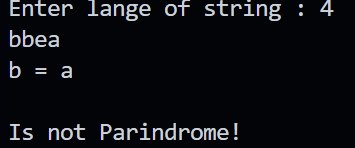 Enter lange of string : 4
bbea
b = a
Is not Parindrome!